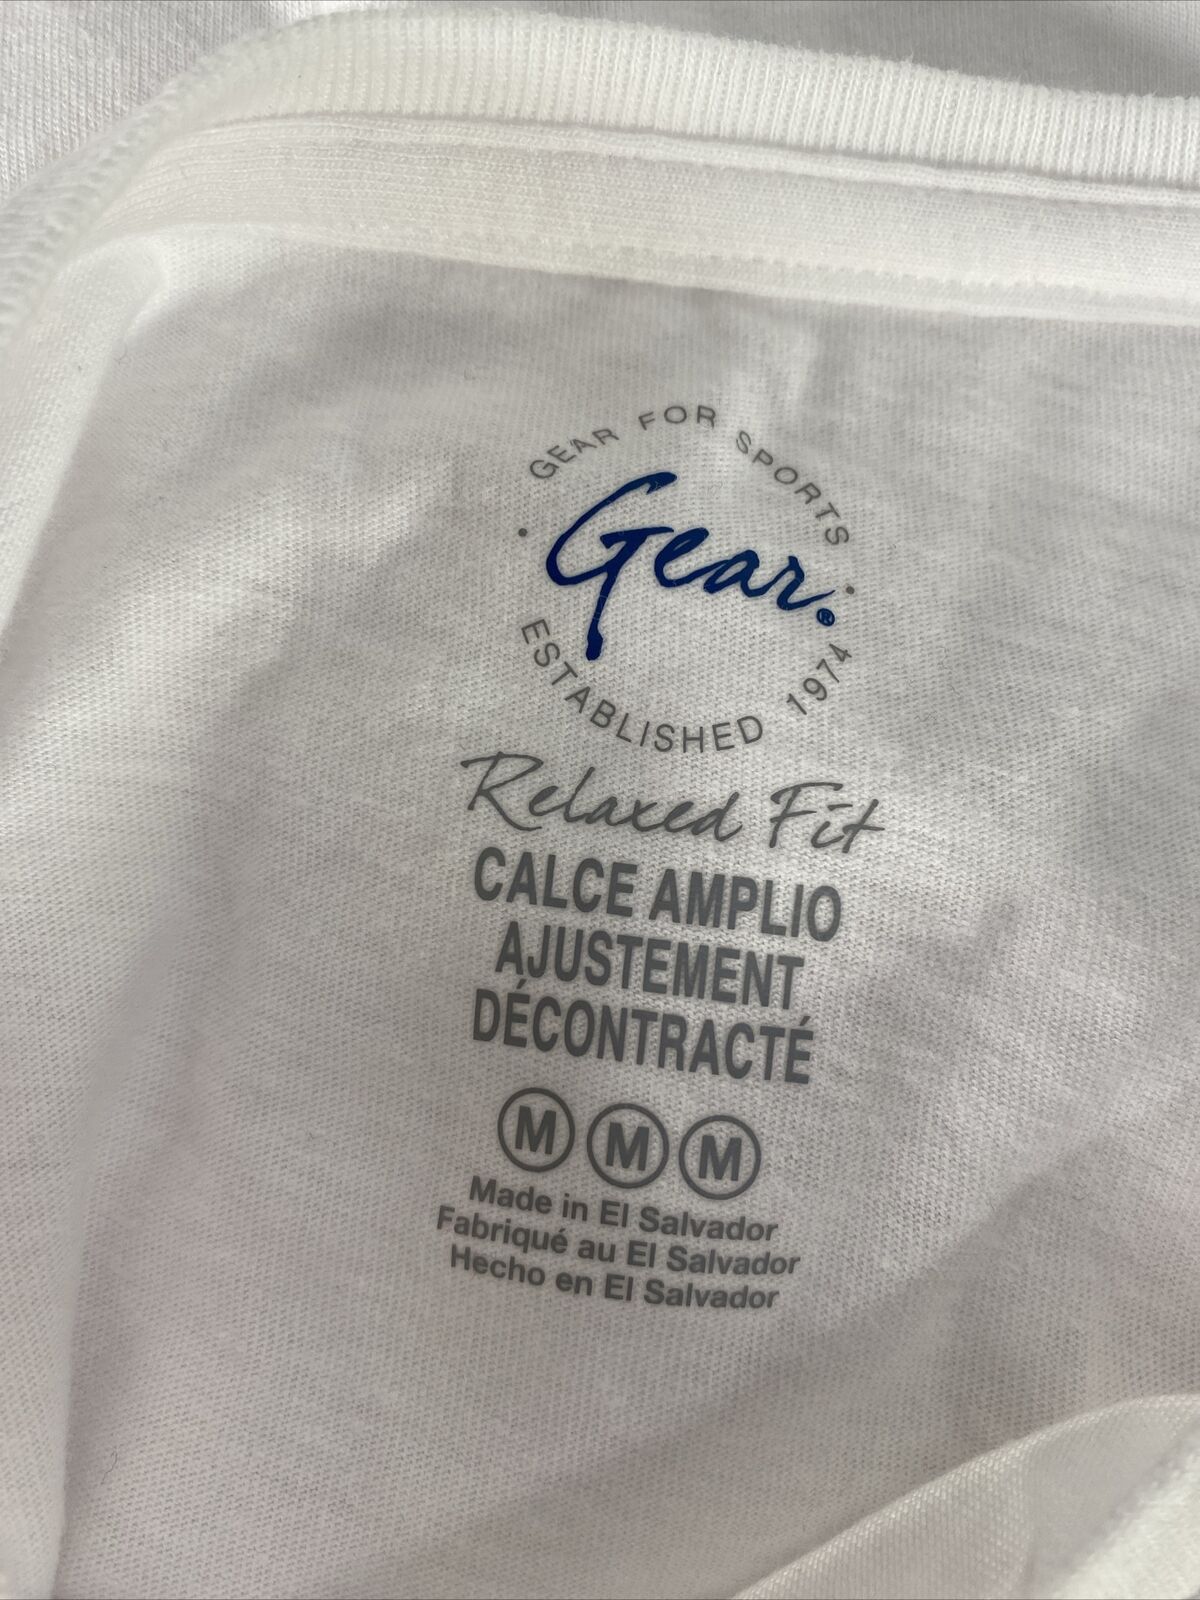 GEAR FOR SPORTS
Gear.®
ESTABLISHED 1974
Relaxed Fit
CALCE AMPLIO
AJUSTEMENT
DÉCONTRACTÉ
M M M
Made in El Salvador
Fabriqué au El Salvador
Hecho en El Salvador